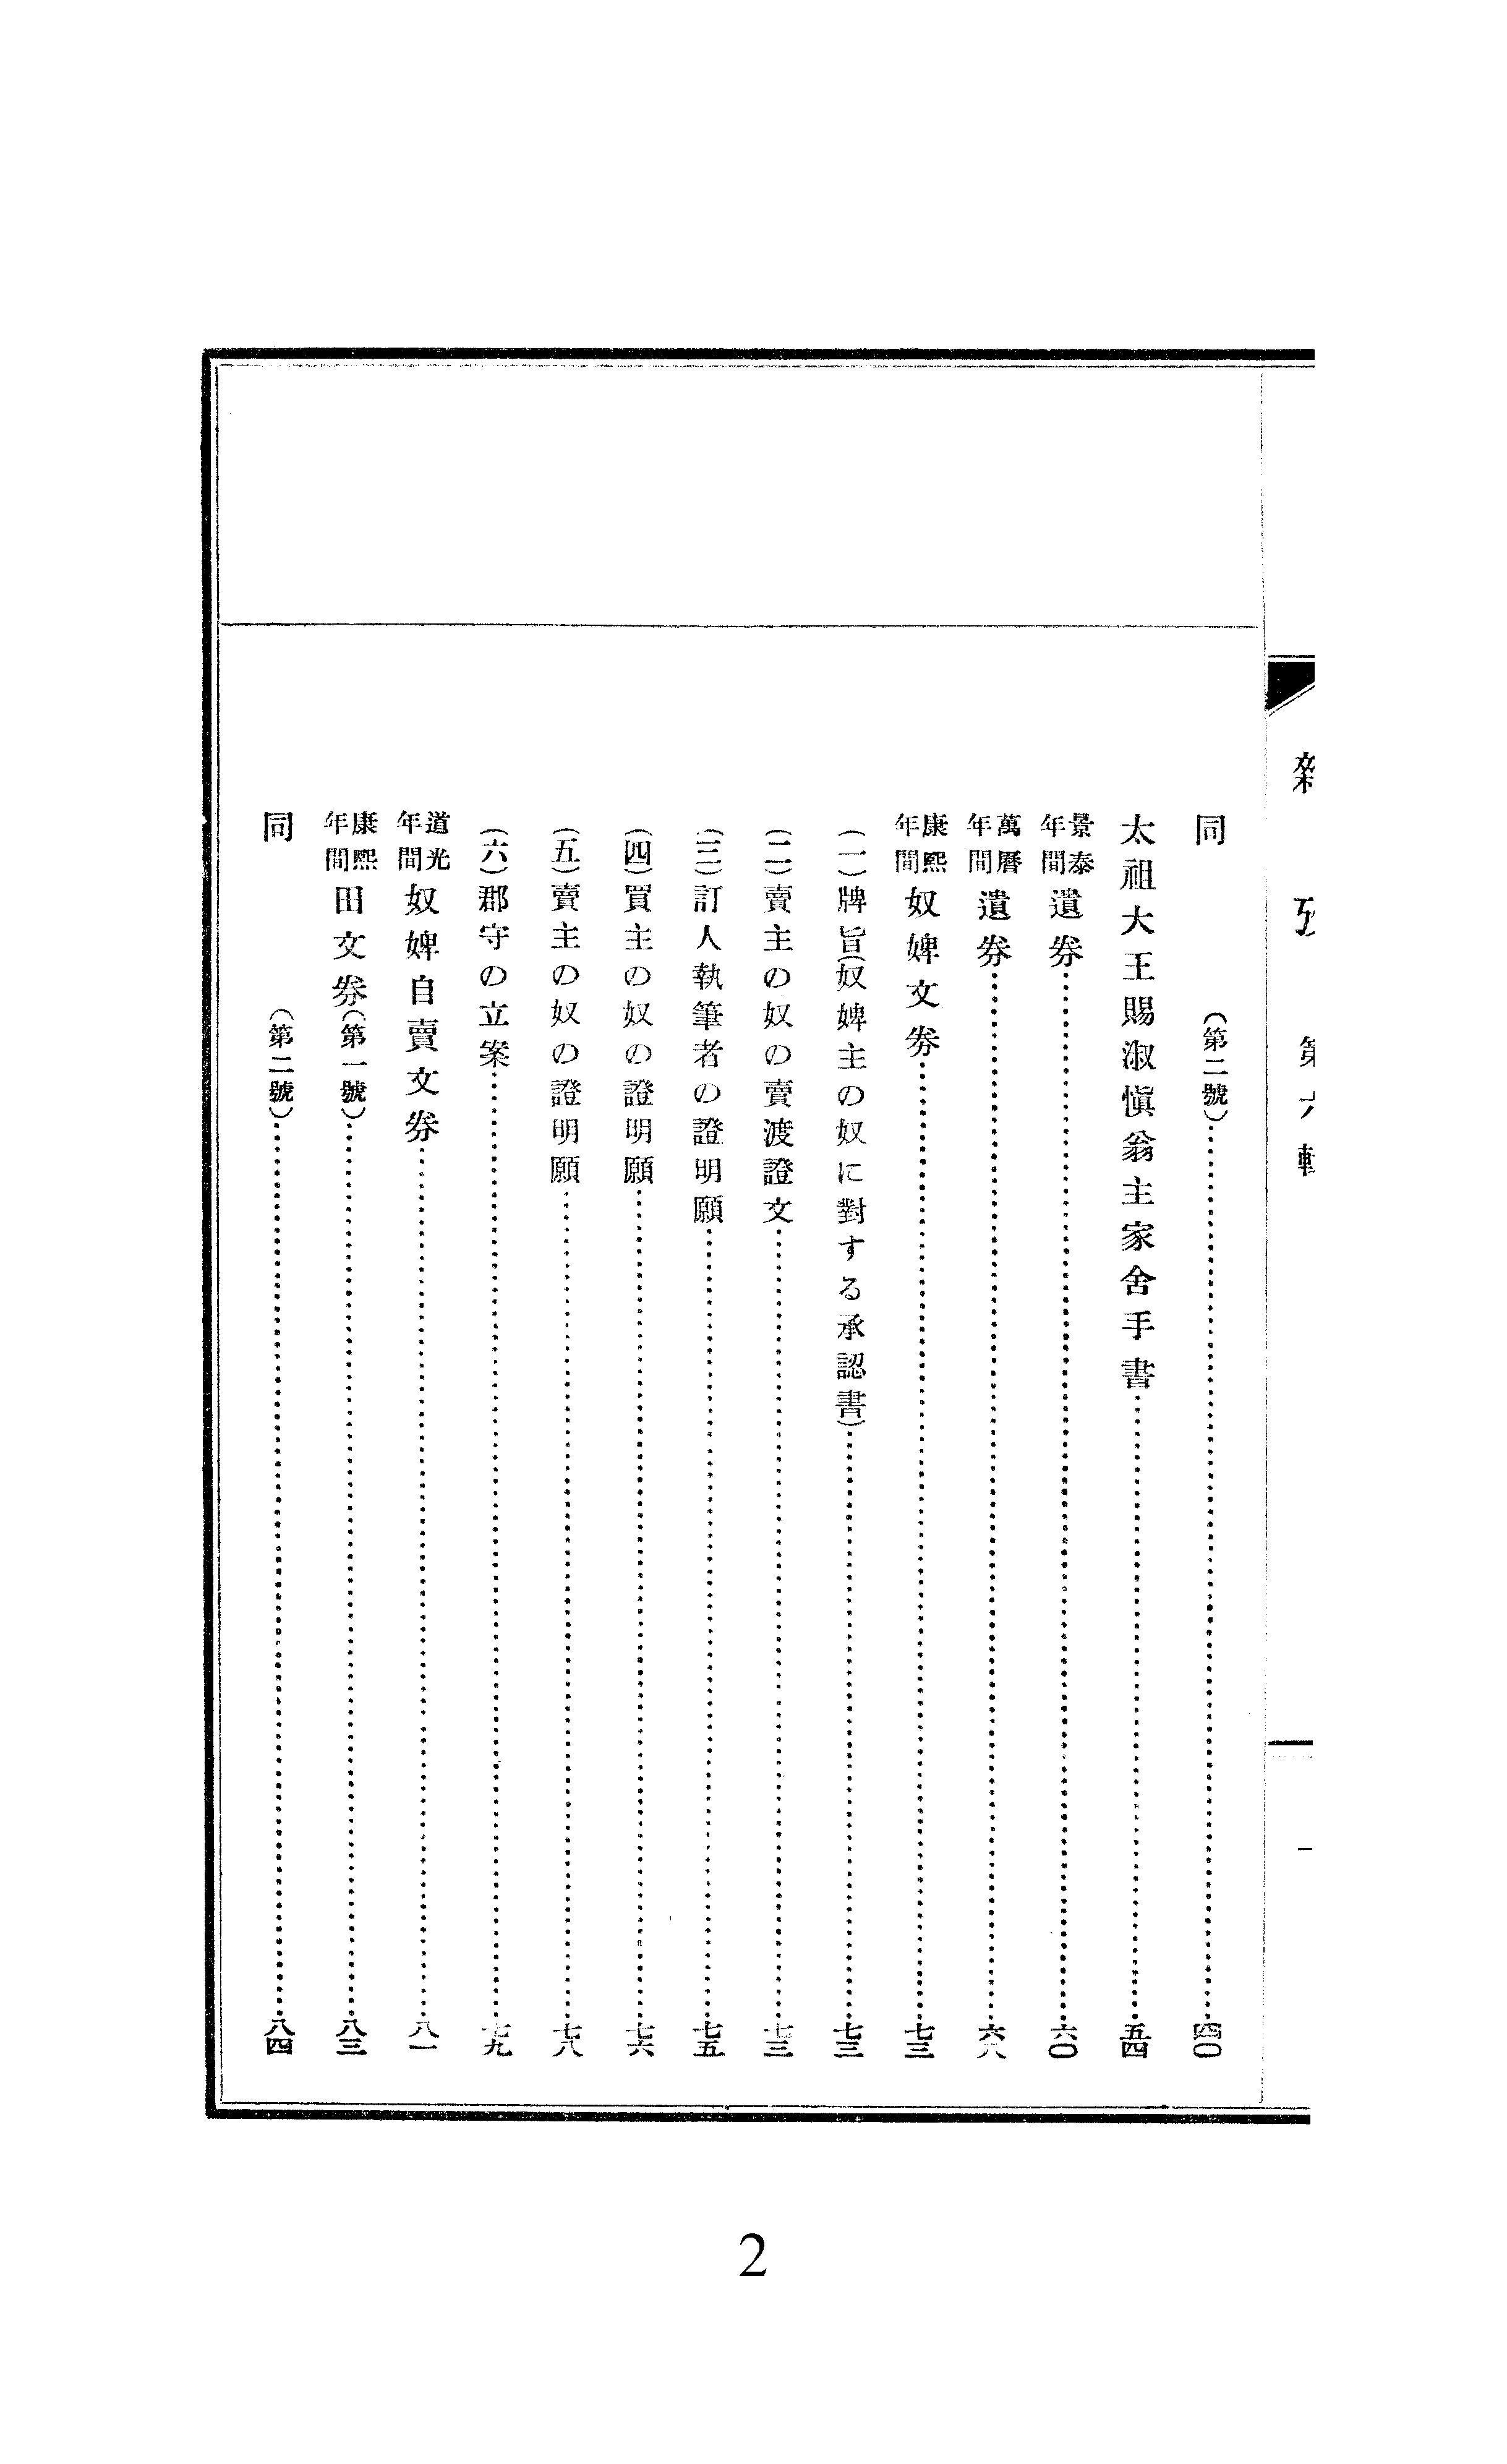 同　（第二號）……四〇
太祖大王賜淑愼翁主家舍手書……五四
景泰年間遺券……六〇
萬曆年間遺券……六八
康熙年間奴婢文券……七三
（一）牌旨（奴婢主の奴に對する承認書）……七三
（二）賣主の奴の賣渡證文……七三
（三）訂人執筆者の證明願……七五
（四）買主の奴の證明願……七六
（五）賣主の奴の證明願……七八
（六）郡守の立案……七九
道光年間奴婢自賣文券……八一
康熙年間田文券（第一號）……八三
同　（第二號）……八四
2